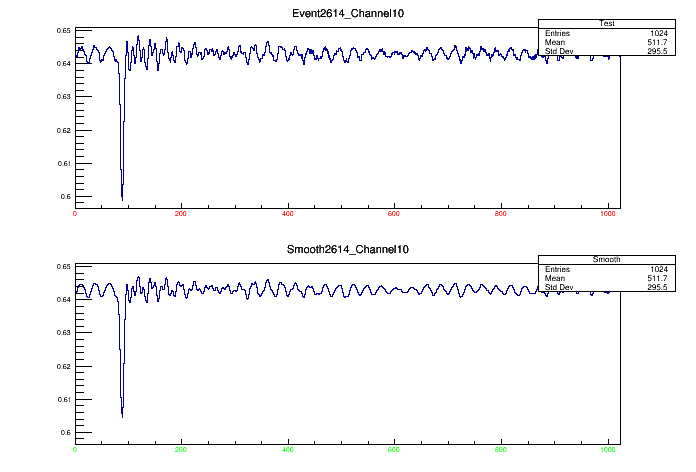 Event2614_Channel10
Test
Entries 1024
Mean 511.7
Std Dev 295.5
0.65
0.64
0.63
0.62
0.61
0.6
0 200 400 600 800 1000
Smooth2614_Channel10
Smooth
Entries 1024
Mean 511.7
Std Dev 295.5
0.65
0.64
0.63
0.62
0.61
0.6
0 200 400 600 800 1000